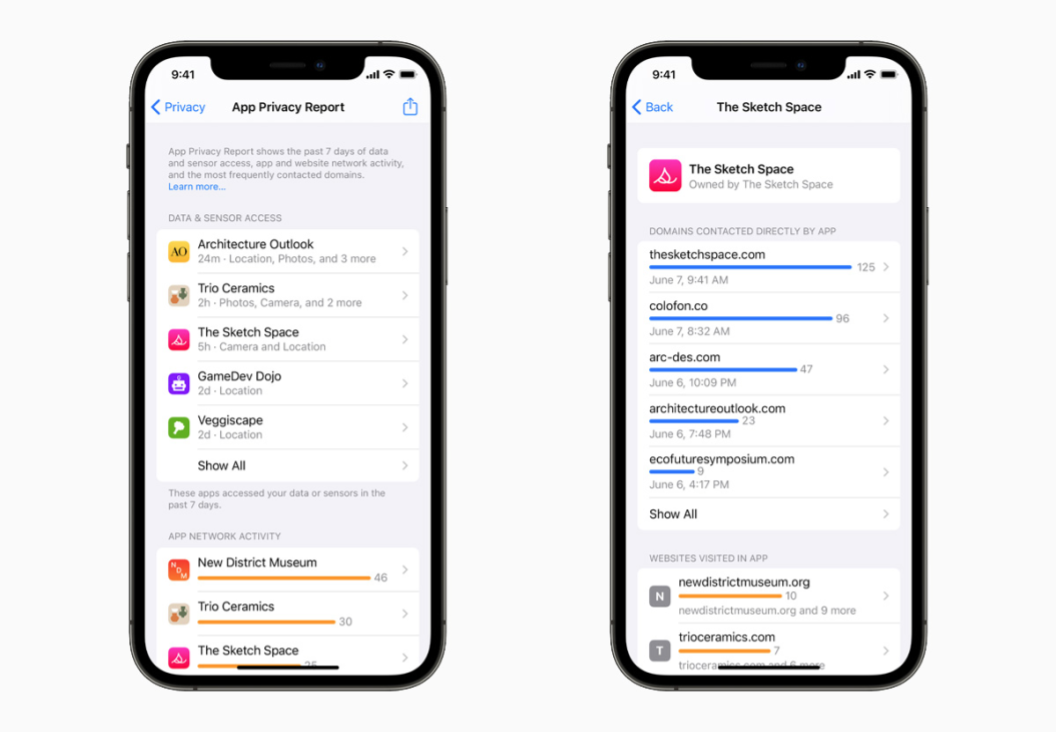 9:41
Privacy
App Privacy Report
App Privacy Report shows the past 7 days of data
and sensor access, app and website network activity,
and the most frequently contacted domains.
Learn more...
DATA & SENSOR ACCESS
AO
Architecture Outlook
24m · Location, Photos, and 3 more
Trio Ceramics
2h · Photos, Camera, and 2 more
The Sketch Space
5h · Camera and Location
GameDev Dojo
2d · Location
Veggiscape
2d · Location
Show All
These apps accessed your data or sensors in the
past 7 days.
APP NETWORK ACTIVITY
NDM
New District Museum
46
Trio Ceramics
30
The Sketch Space
25
9:41
Back
The Sketch Space
The Sketch Space
Owned by The Sketch Space
DOMAINS CONTACTED DIRECTLY BY APP
thesketchspace.com
125
June 7, 9:41 AM
colofon.co
96
June 7, 8:32 AM
arc-des.com
47
June 6, 10:09 PM
architectureoutlook.com
23
June 6, 7:48 PM
ecofuturesymposium.com
9
June 6, 4:17 PM
Show All
WEBSITES VISITED IN APP
N
newdistrictmuseum.org
10
newdistrictmuseum.org and 9 more
T
trioceramics.com
7
trioceramics.com and 6 more